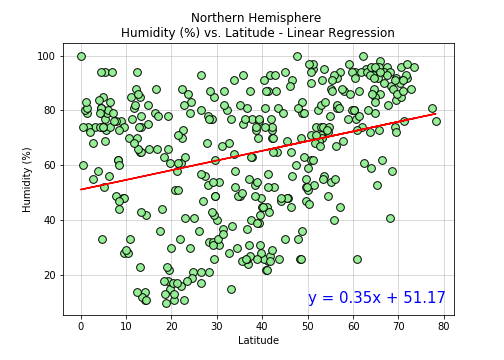 Northern Hemisphere
Humidity (%) vs. Latitude - Linear Regression
100
80
60
40
20
Humidity (%)
y = 0.35x + 51.17
0 10 20 30 40 50 60 70 80
Latitude